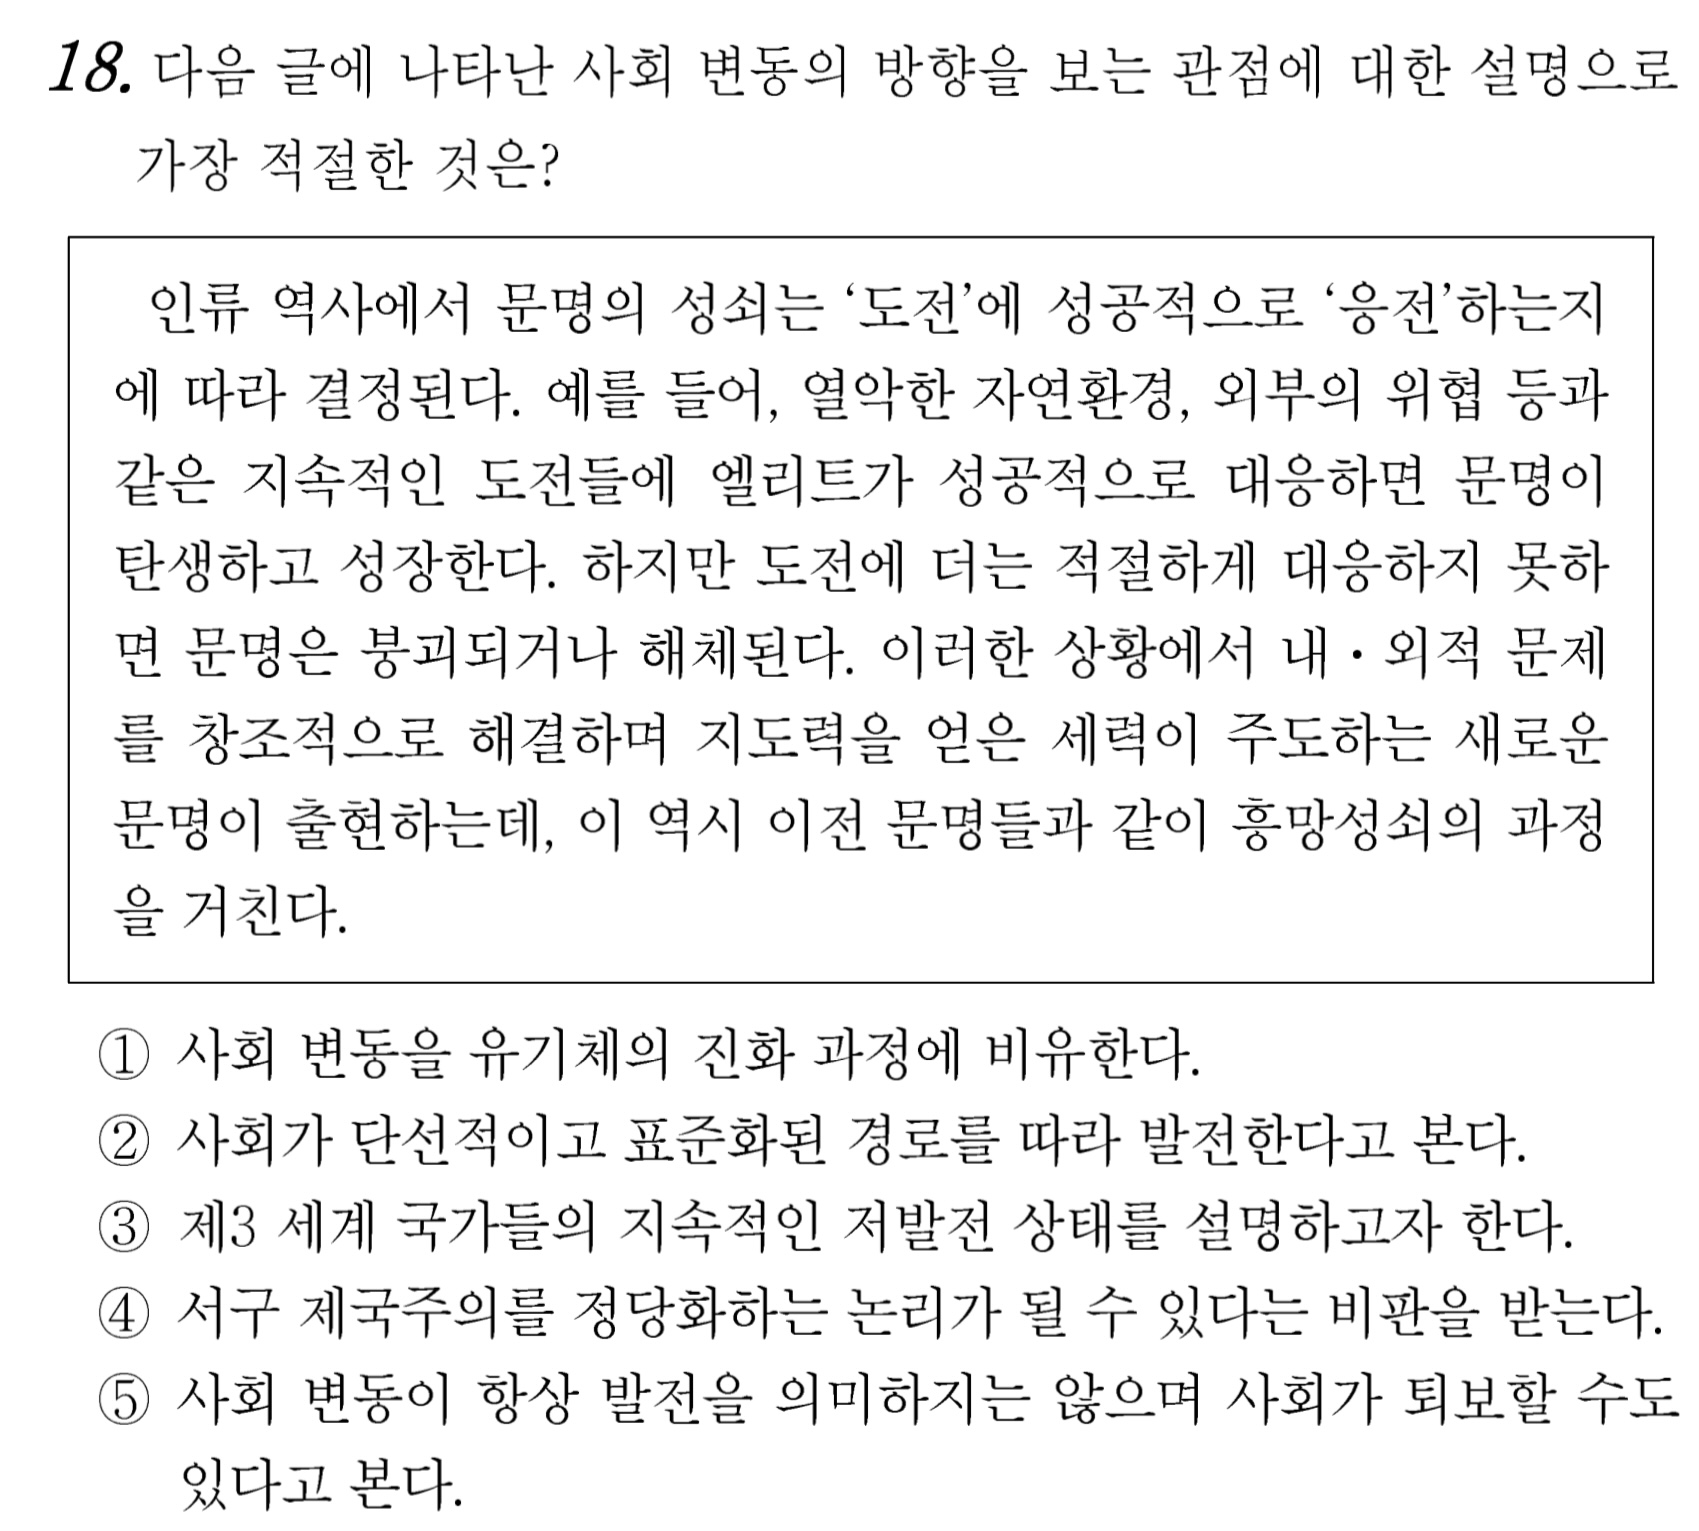 18. 다음 글에 나타난 사회 변동의 방향을 보는 관점에 대한 설명으로
가장 적절한 것은?
인류 역사에서 문명의 성쇠는 ‘도전’에 성공적으로 ‘응전’하는지
에 따라 결정된다. 예를 들어, 열악한 자연환경, 외부의 위협 등과
같은 지속적인 도전들에 엘리트가 성공적으로 대응하면 문명이
탄생하고 성장한다. 하지만 도전에 더는 적절하게 대응하지 못하
면 문명은 붕괴되거나 해체된다. 이러한 상황에서 내・외적 문제
를 창조적으로 해결하며 지도력을 얻은 세력이 주도하는 새로운
문명이 출현하는데, 이 역시 이전 문명들과 같이 흥망성쇠의 과정
을 거친다.
① 사회 변동을 유기체의 진화 과정에 비유한다.
② 사회가 단선적이고 표준화된 경로를 따라 발전한다고 본다.
③ 제3 세계 국가들의 지속적인 저발전 상태를 설명하고자 한다.
④ 서구 제국주의를 정당화하는 논리가 될 수 있다는 비판을 받는다.
⑤ 사회 변동이 항상 발전을 의미하지는 않으며 사회가 퇴보할 수도
있다고 본다.